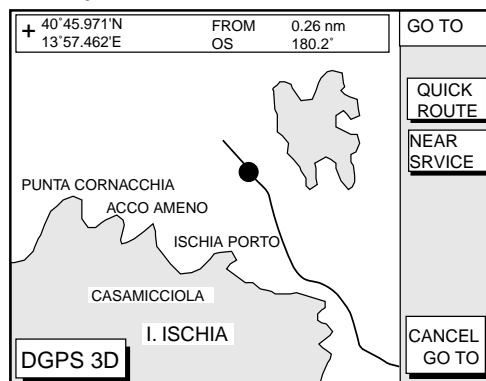 + 40°45.971'N FROM 0.26 nm
13°57.462'E OS 180.2°
GO TO
QUICK
ROUTE
NEAR
SRVICE
PUNTA CORNACCHIA
ACCO AMENO
ISCHIA PORTO
CASAMICCIOLA
I. ISCHIA
DGPS 3D
CANCEL
GO TO